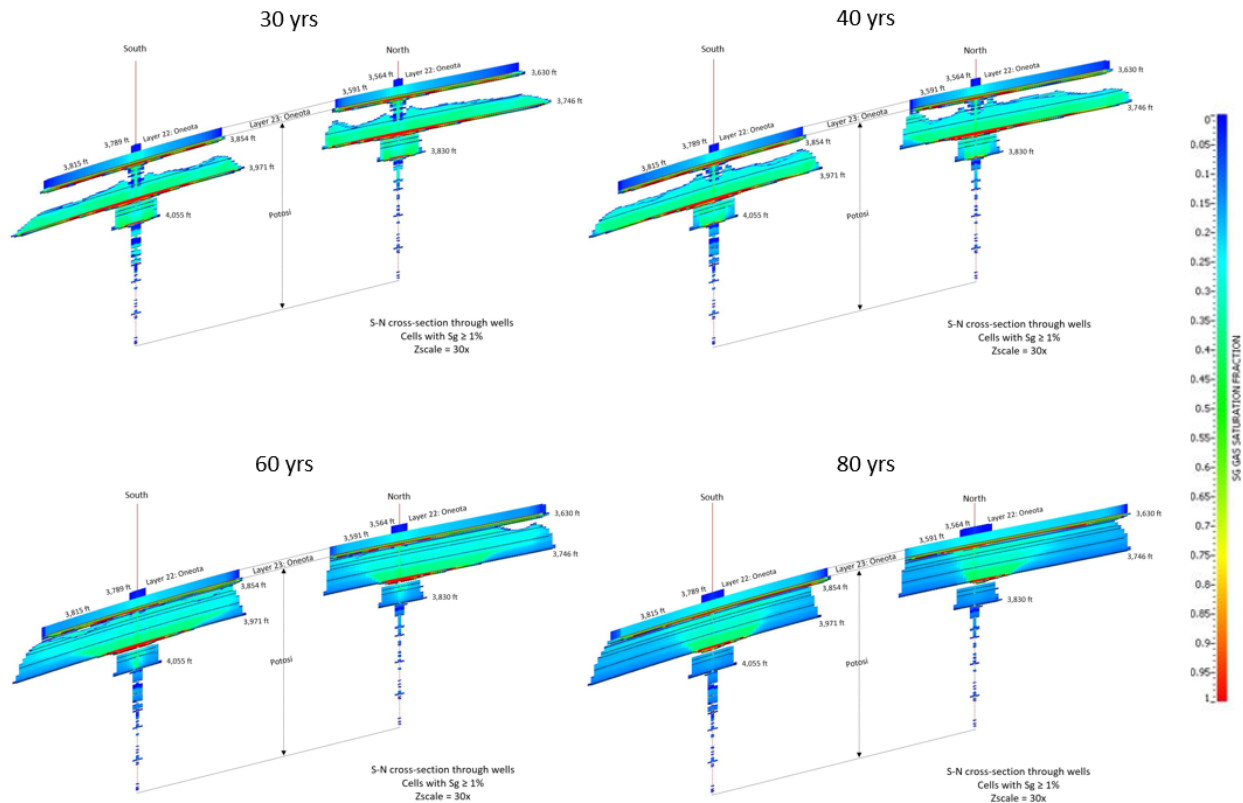 30 yrs
South
North
3,564 ft
Layer 22: Oneota
3,591 ft
3,630 ft
3,789 ft
Layer 22: Oneota
Layer 23: Oneota
3,746 ft
3,815 ft
3,854 ft
3,830 ft
3,971 ft
4,055 ft
Potosi
S-N cross-section through wells
Cells with Sg ≥ 1%
Zscale = 30x
40 yrs
South
North
3,564 ft
Layer 22: Oneota
3,591 ft
3,630 ft
3,789 ft
Layer 22: Oneota
Layer 23: Oneota
3,746 ft
3,815 ft
3,854 ft
3,830 ft
3,971 ft
4,055 ft
Potosi
S-N cross-section through wells
Cells with Sg ≥ 1%
Zscale = 30x
60 yrs
South
North
3,564 ft
Layer 22: Oneota
3,591 ft
3,630 ft
3,789 ft
Layer 22: Oneota
Layer 23: Oneota
3,746 ft
3,815 ft
3,854 ft
3,830 ft
3,971 ft
4,055 ft
Potosi
S-N cross-section through wells
Cells with Sg ≥ 1%
Zscale = 30x
80 yrs
South
North
3,564 ft
Layer 22: Oneota
3,591 ft
3,630 ft
3,789 ft
Layer 22: Oneota
Layer 23: Oneota
3,746 ft
3,815 ft
3,854 ft
3,830 ft
3,971 ft
4,055 ft
Potosi
S-N cross-section through wells
Cells with Sg ≥ 1%
Zscale = 30x
0
0.05
0.1
0.15
0.2
0.25
0.3
0.35
0.4
0.45
0.5
0.55
0.6
0.65
0.7
0.75
0.8
0.85
0.9
0.95
1
SG GAS SATURATION FRACTION